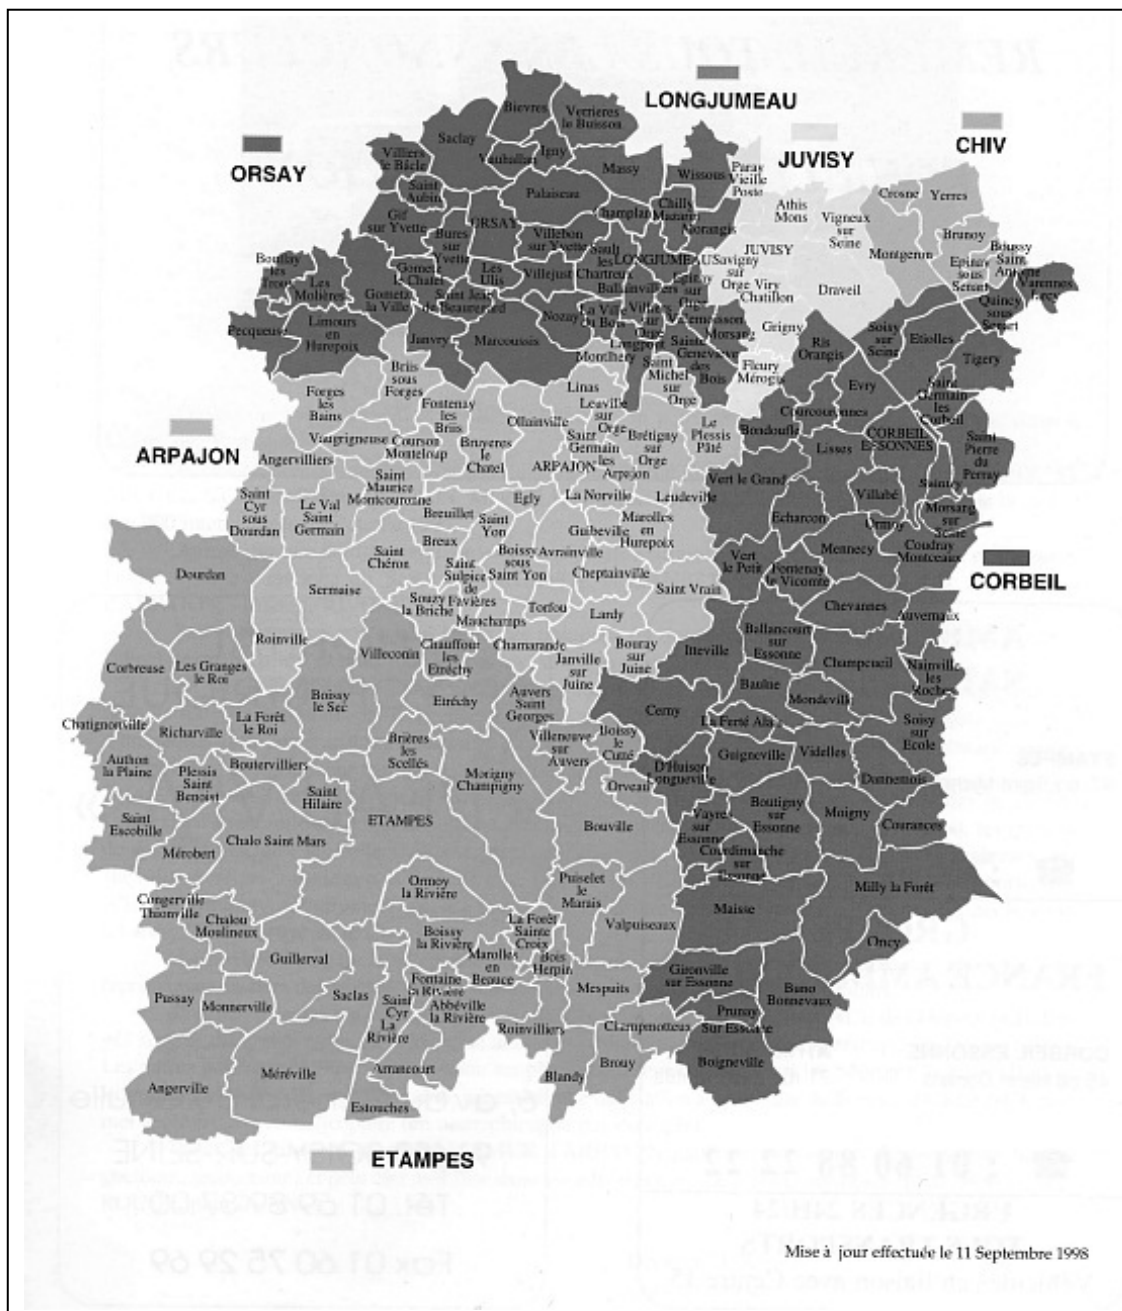 LONGJUMEAU
CHIV
JUVISY
ORSAY
Bievres
Verrieres
le Buisson
Saclay
Igny
Vauhallan
Villiers
le Bâcle
Massy
Wissous
Paray
Vieille
Poste
Crosne
Yerres
Saint
Aubin
Palaiseau
Chilly
Mazarin
Athis
Mons
Vigneux
sur
Seine
Gif
sur Yvette
Bures
sur
Yvette
ORSAY
Champlan
Morangis
Brunoy
Villebon
sur Yvette
Saulx
les
Chartreux
JUVISY
Montgeron
Boussy
Saint
Antoine
Epinay
sous
Senart
Boullay
les
Troux
Les
Molières
Gometz
le Chatel
Les
Ulis
Villejust
LONGJUMEAU
Savigny
sur
Orge
Viry
Chatillon
Draveil
Varennes
Jarcy
Quincy
sous
Senart
Gometz
la Ville
Saint Jean
de Beauregard
Ballainvilliers
Epinay
sur
Orge
Pecqueuse
Limours
en
Hurepoix
Janvry
Marcoussis
Nozay
La Ville
du Bois
Villiers
sur
Orge
Villemoisson
Morsang
Grigny
Ris
Orangis
Soisy
sur
Seine
Etiolles
Tigery
Longpont
Montlhery
Sainte
Geneviève
des
Bois
Fleury
Mérogis
Briis
sous
Forges
Saint
Michel sur
Orge
Evry
Saint
Germain
les
Corbeil
Forges
les
Bains
Fontenay
les
Briis
Linas
Leuville
sur
Orge
Ollainville
Courcouronnes
Bondoufle
Le
Plessis
Pâté
CORBEIL
ESSONNES
Lisses
Saint
Pierre
du
Perray
Vaugrigneuse
Courson
Monteloup
Bruyeres
le
Chatel
Saint
Germain
les
Arpajon
Brétigny
sur
Orge
ARPAJON
Angervilliers
ARPAJON
Vert le Grand
Saintry
Saint
Maurice
Montcouronne
Saint
Cyr
sous
Dourdan
Le Val
Saint
Germain
Breuillet
Egly
La Norville
Leudeville
Villabé
Morsang
sur
Seine
Echarcon
Ormoy
Saint
Yon
Guibeville
Marolles
en
Hurepoix
Coudray
Montceaux
Breux
Boissy
sous
Saint Yon
Avrainville
Mennecy
Vert
le Petit
Fontenay
le Vicomte
CORBEIL
Dourdan
Saint
Chéron
Saint
Sulpice
de
Favières
Cheptainville
Saint Vrain
Sermaise
Souzy
la Briche
Torfou
Lardy
Chevannes
Auvernaux
Mauchamps
Roinville
Villeconin
Chauffour
les
Etréchy
Chamarande
Bouray
sur
Juine
Itteville
Ballancourt
sur
Essonne
Champcueil
Nainville
les
Roches
Corbreuse
Les Granges
le Roi
Janville
sur
Juine
Baulne
Mondeville
Boissy
le Sec
Etréchy
Auvers
Saint
Georges
Cerny
La Ferté Alais
Soisy
sur
Ecole
Chatignonville
Richarville
La Forêt
le Roi
Villeneuve
sur
Auvers
Boissy
le
Cutté
Guigneville
Videlles
Authon
la Plaine
Boutervilliers
Brières
les
Scellés
D'Huison
Longueville
Dannemois
Plessis
Saint
Benoist
Morigny
Champigny
Orveau
Saint
Hilaire
Boutigny
sur
Essonne
Moigny
Saint
Escobille
ETAMPES
Bouville
Vayres
sur
Essonne
Courances
Chalo Saint Mars
Mérobert
Courdimanche
sur
Essonne
Milly la Forêt
Ormoy
la Rivière
Puiselet
le
Marais
Congerville
Thionville
Maisse
Chalou
Moulineux
La Forêt
Sainte
Croix
Valpuiseaux
Boissy
la Rivière
Oncy
Guillerval
Marolles
en
Beauce
Bois
Herpin
Gironville
sur Essonne
Fontaine
la Rivière
Mespuits
Buno
Bonnevaux
Pussay
Monnerville
Saclas
Saint
Cyr
La
Rivière
Abbéville
la Rivière
Prunay
Sur Essonne
Roinvilliers
Champmotteux
Brouy
Boigneville
Angerville
Méréville
Arrancourt
Blandy
Estouches
ETAMPES
Mise à jour effectuée le 11 Septembre 1998